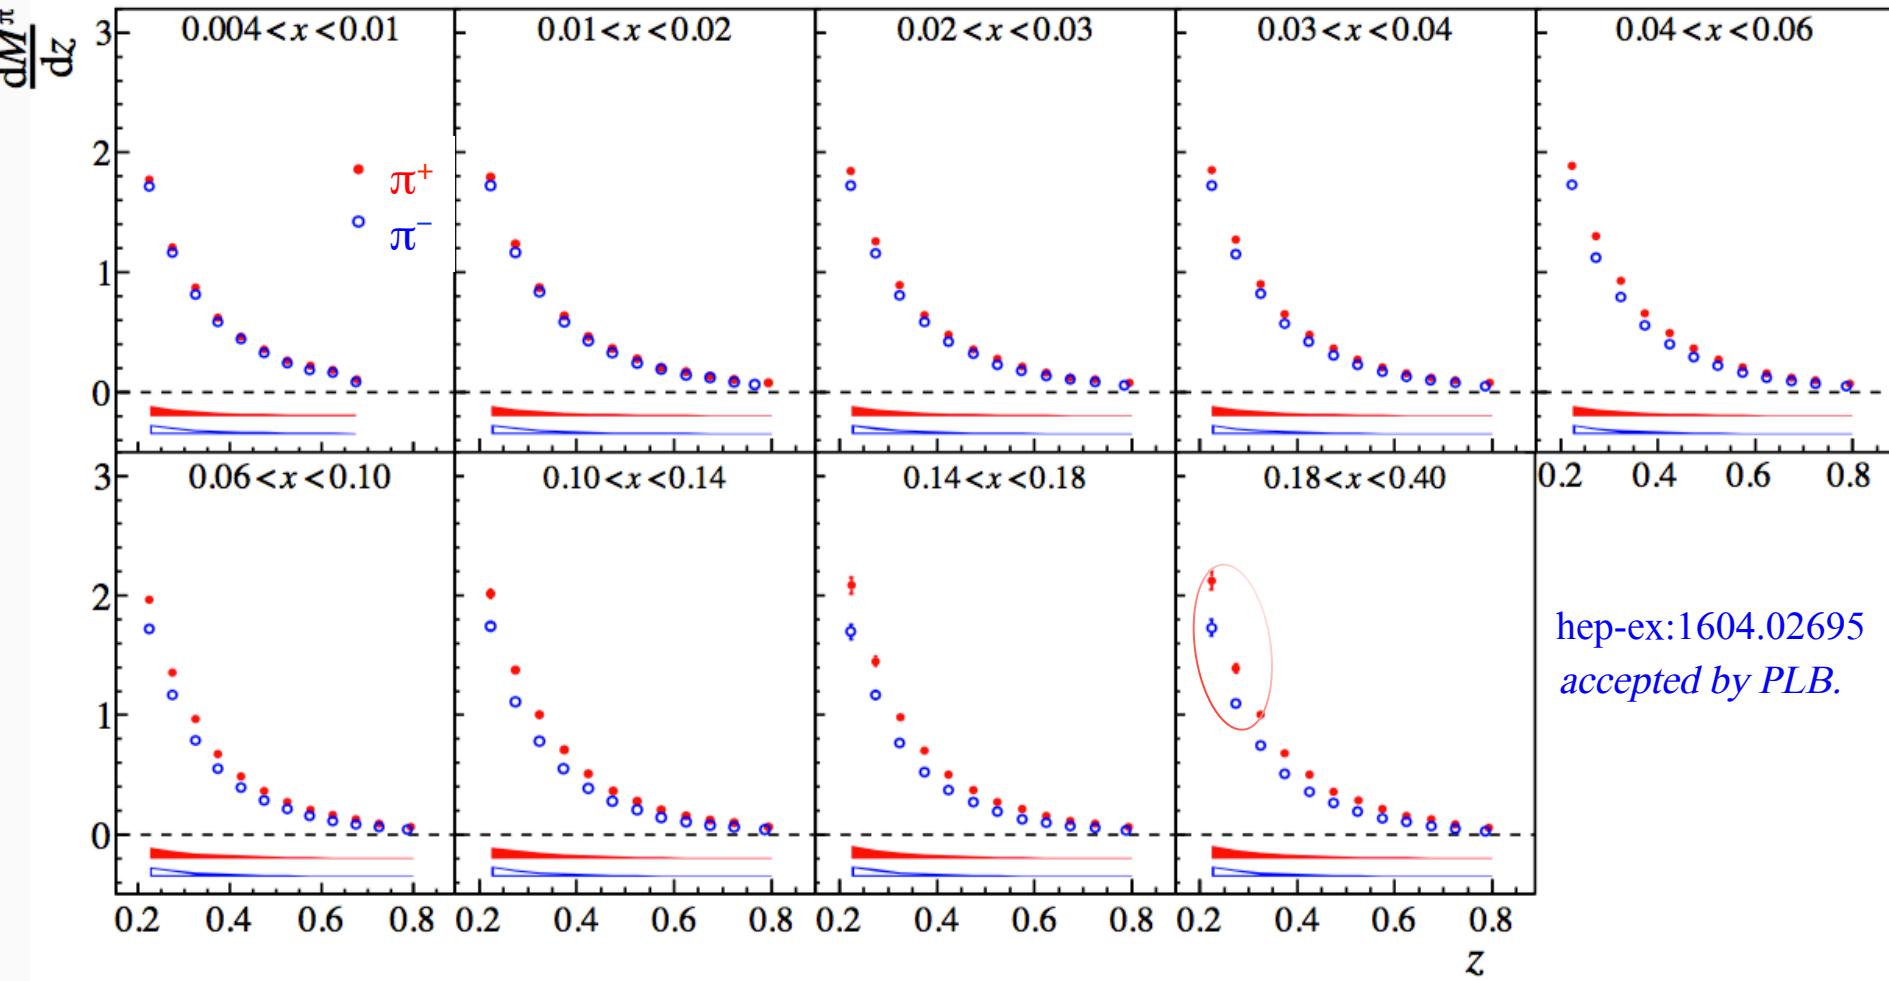 dM^π
dz
0.004<x<0.01
0.01<x<0.02
0.02<x<0.03
0.03<x<0.04
0.04<x<0.06
3
2
1
0
π⁺
π⁻
0.2 0.4 0.6 0.8
0.06<x<0.10
0.10<x<0.14
0.14<x<0.18
0.18<x<0.40
3
2
1
0
hep-ex:1604.02695
accepted by PLB.
0.2 0.4 0.6 0.8
0.2 0.4 0.6 0.8
0.2 0.4 0.6 0.8
0.2 0.4 0.6 0.8
z